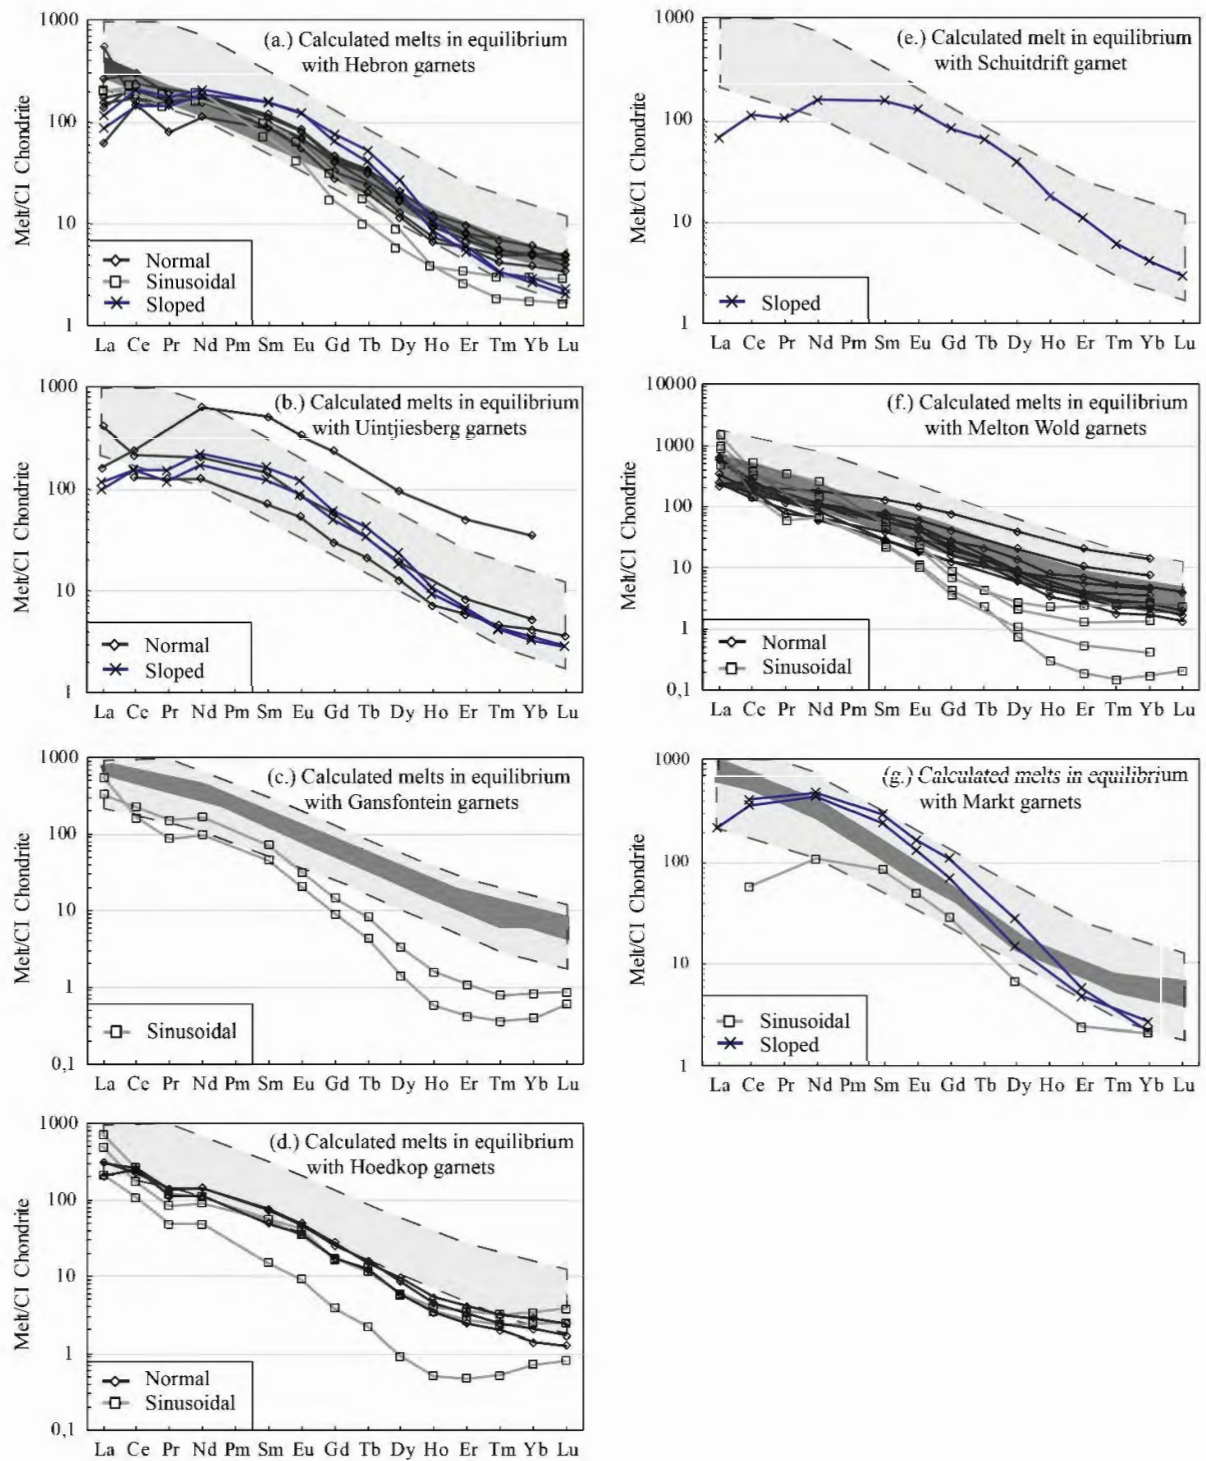 1000
(a.) Calculated melts in equilibrium
with Hebron garnets
Melt/CI Chondrite
100
10
Normal
Sinusoidal
Sloped
1
La Ce Pr Nd Pm Sm Eu Gd Tb Dy Ho Er Tm Yb Lu
1000
(b.) Calculated melts in equilibrium
with Uintjiesberg garnets
Melt/CI Chondrite
100
10
Normal
Sloped
1
La Ce Pr Nd Pm Sm Eu Gd Tb Dy Ho Er Tm Yb Lu
1000
(c.) Calculated melts in equilibrium
with Gansfontein garnets
Melt/CI Chondrite
100
10
1
Sinusoidal
0,1
La Ce Pr Nd Pm Sm Eu Gd Tb Dy Ho Er Tm Yb Lu
1000
(d.) Calculated melts in equilibrium
with Hoedkop garnets
Melt/CI Chondrite
100
10
1
Normal
Sinusoidal
0,1
La Ce Pr Nd Pm Sm Eu Gd Tb Dy Ho Er Tm Yb Lu
1000
(e.) Calculated melt in equilibrium
with Schuitdrift garnet
Melt/CI Chondrite
100
10
Sloped
1
La Ce Pr Nd Pm Sm Eu Gd Tb Dy Ho Er Tm Yb Lu
10000
(f.) Calculated melts in equilibrium
with Melton Wold garnets
Melt/CI Chondrite
1000
100
10
1
Normal
Sinusoidal
0,1
La Ce Pr Nd Pm Sm Eu Gd Tb Dy Ho Er Tm Yb Lu
1000
(g.) Calculated melts in equilibrium
with Markt garnets
Melt/CI Chondrite
100
10
Sinusoidal
Sloped
1
La Ce Pr Nd Pm Sm Eu Gd Tb Dy Ho Er Tm Yb Lu